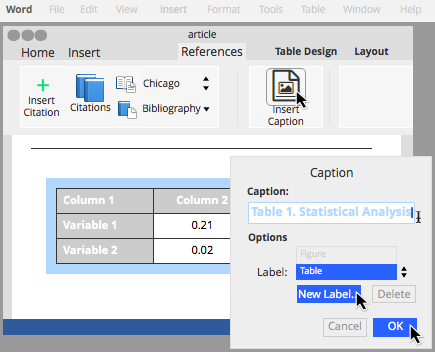 Word File Edit View Insert Format Tools Table Window Help
article
Home Insert References Table Design Layout
Insert Citation
Citations
Chicago
Bibliography
Insert Caption
Column 1 Column 2
Variable 1 0.21
Variable 2 0.02
Caption
Caption:
Table 1. Statistical Analysis
Options
Figure
Label: Table
New Label... Delete
Cancel OK